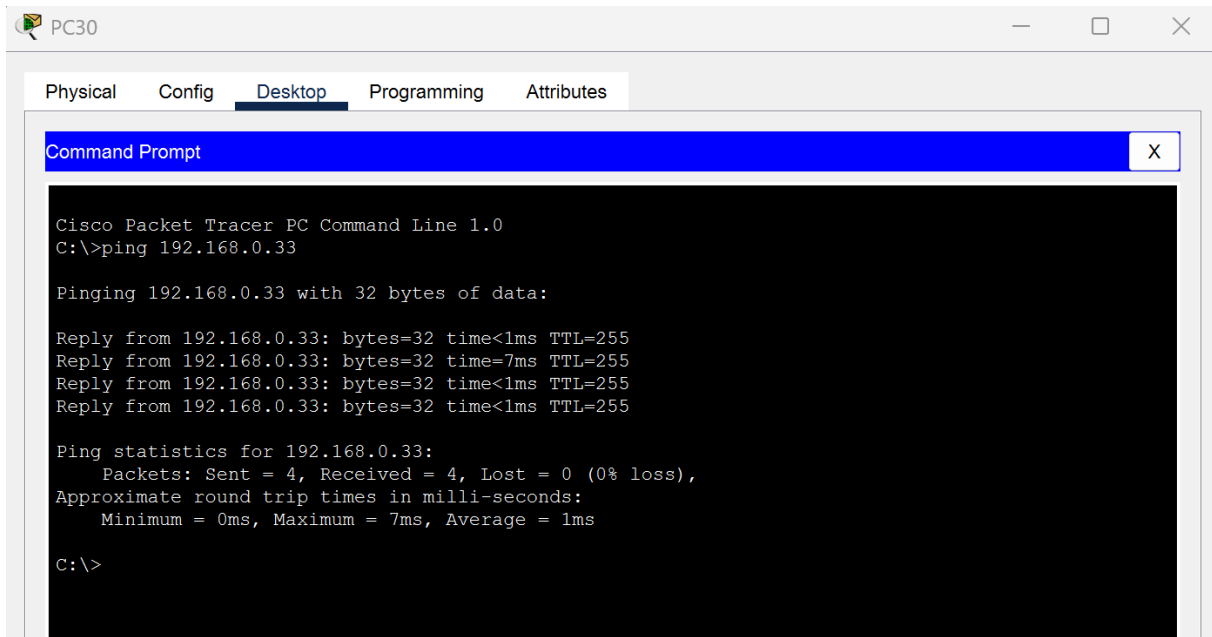 PC30
Physical Config Desktop Programming Attributes
Command Prompt X
Cisco Packet Tracer PC Command Line 1.0
C:\>ping 192.168.0.33
Pinging 192.168.0.33 with 32 bytes of data:
Reply from 192.168.0.33: bytes=32 time<1ms TTL=255
Reply from 192.168.0.33: bytes=32 time=7ms TTL=255
Reply from 192.168.0.33: bytes=32 time<1ms TTL=255
Reply from 192.168.0.33: bytes=32 time<1ms TTL=255
Ping statistics for 192.168.0.33:
    Packets: Sent = 4, Received = 4, Lost = 0 (0% loss),
Approximate round trip times in milli-seconds:
    Minimum = 0ms, Maximum = 7ms, Average = 1ms
C:\>